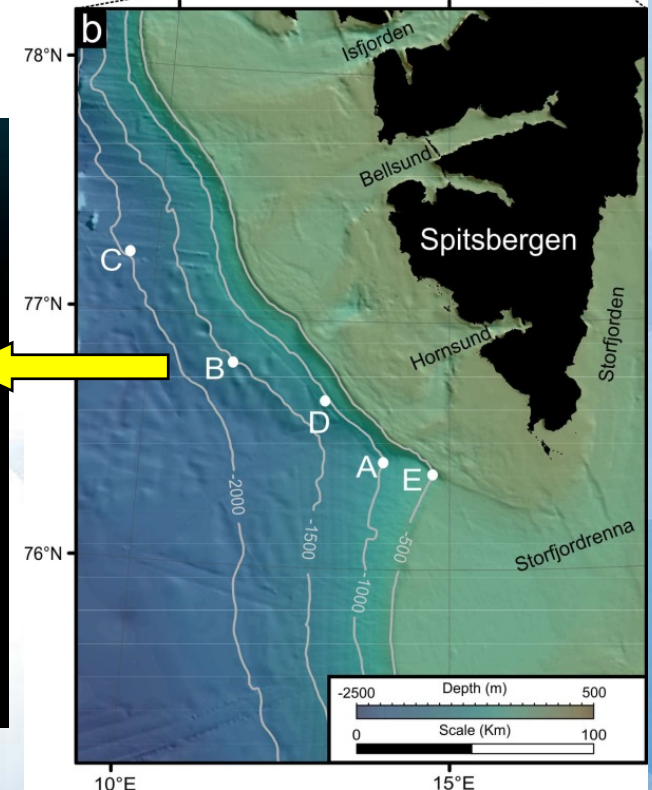 b
78°N
Isfjorden
Bellsund
Spitsbergen
C
77°N
Storfjorden
Hornsund
B
D
A
E
-2000
-1500
-500
76°N
Storfjordrenna
-1000
-2500
Depth (m)
500
Scale (Km)
0
100
10°E
15°E